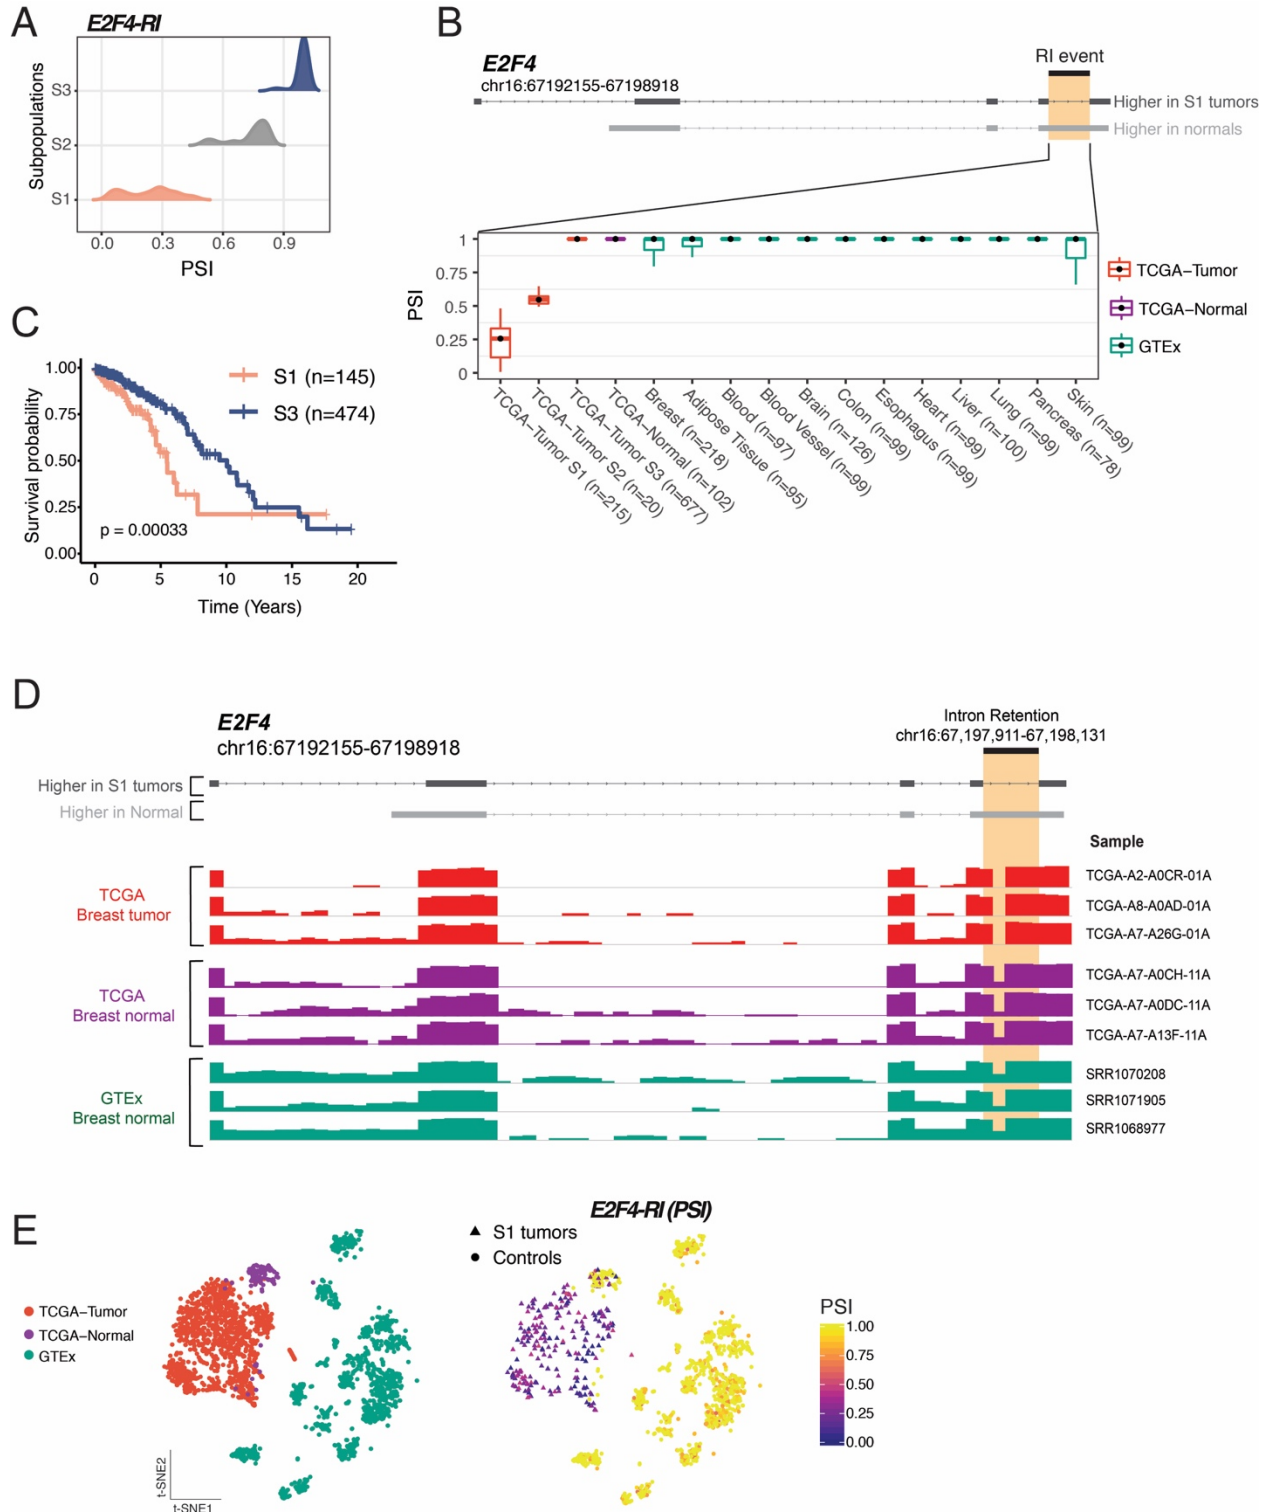 A
E2F4-RI
Subpopulations
S3
S2
S1
0.0 0.3 0.6 0.9
PSI
B
E2F4
chr16:67192155-67198918
RI event
Higher in S1 tumors
Higher in normals
PSI
1
0.75
0.5
0.25
0
TCGA-Tumor S1 (n=215)
TCGA-Tumor S2 (n=20)
TCGA-Tumor S3 (n=677)
TCGA-Normal (n=102)
Breast (n=218)
Adipose Tissue (n=95)
Blood (n=97)
Blood Vessel (n=99)
Brain (n=126)
Colon (n=99)
Esophagus (n=99)
Heart (n=99)
Liver (n=100)
Lung (n=99)
Pancreas (n=78)
Skin (n=99)
TCGA-Tumor
TCGA-Normal
GTEx
C
Survival probability
1.00
0.75
0.50
0.25
0.00
S1 (n=145)
S3 (n=474)
p = 0.00033
0 5 10 15 20
Time (Years)
D
E2F4
chr16:67192155-67198918
Intron Retention
chr16:67,197,911-67,198,131
Higher in S1 tumors
Higher in Normal
Sample
TCGA
Breast tumor
TCGA-A2-A0CR-01A
TCGA-A8-A0AD-01A
TCGA-A7-A26G-01A
TCGA
Breast normal
TCGA-A7-A0CH-11A
TCGA-A7-A0DC-11A
TCGA-A7-A13F-11A
GTEx
Breast normal
SRR1070208
SRR1071905
SRR1068977
E
TCGA-Tumor
TCGA-Normal
GTEx
t-SNE2
t-SNE1
E2F4-RI (PSI)
S1 tumors
Controls
PSI
1.00
0.75
0.50
0.25
0.00